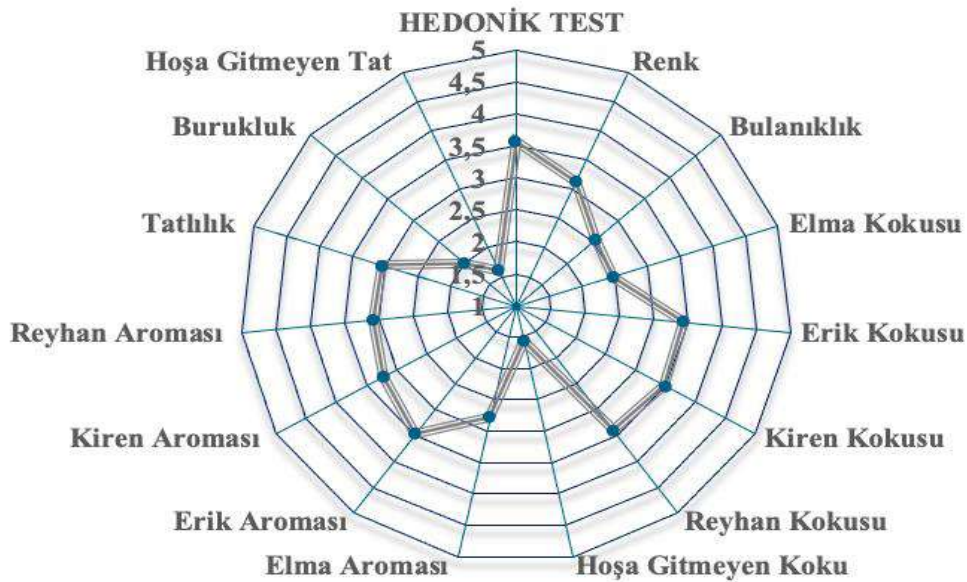 HEDONİK TEST
Renk
Bulanıklık
Elma Kokusu
Erik Kokusu
Kiren Kokusu
Reyhan Kokusu
Hoşa Gitmeyen Koku
Elma Aroması
Erik Aroması
Kiren Aroması
Reyhan Aroması
Tatlılık
Burukluk
Hoşa Gitmeyen Tat
5
4,5
4
3,5
3
2,5
2
1,5
1